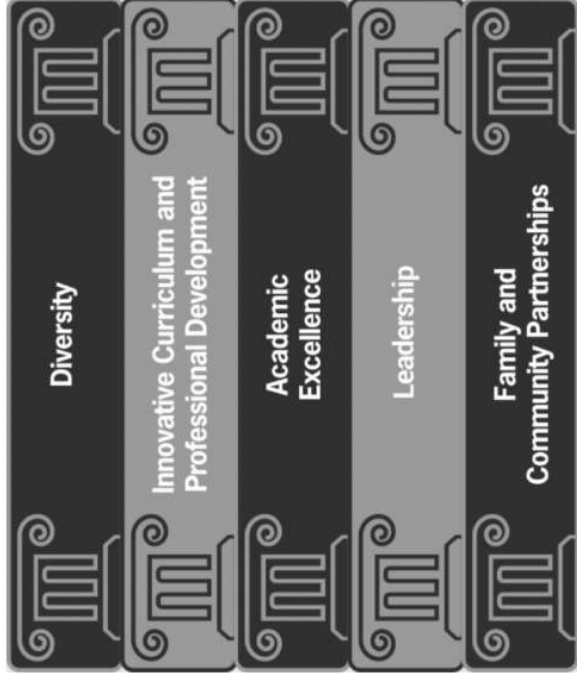 Diversity
Innovative Curriculum and
Professional Development
Academic
Excellence
Leadership
Family and
Community Partnerships